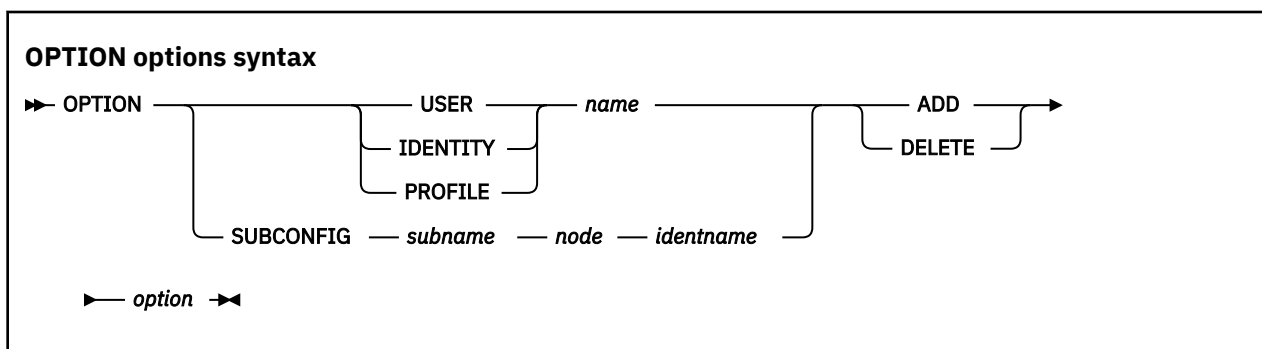 OPTION options syntax
OPTION USER name ADD
IDENTITY DELETE
PROFILE
SUBCONFIG subname node identname
option